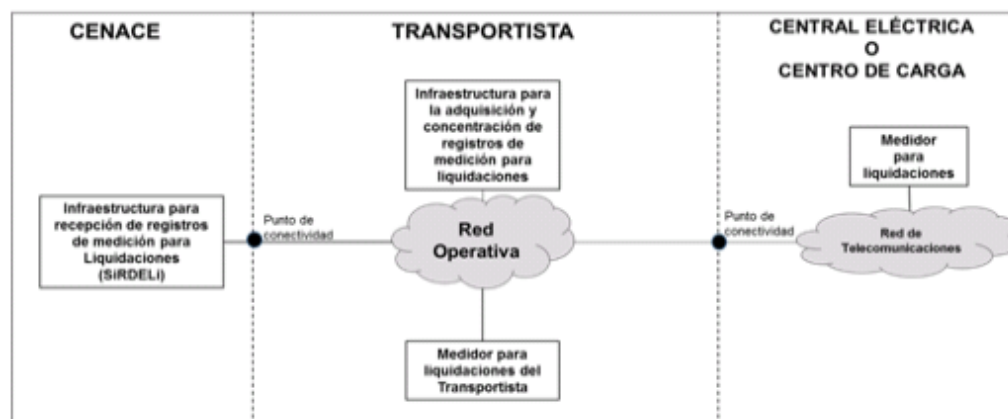 CENACE
TRANSPORTISTA
CENTRAL ELÉCTRICA
O
CENTRO DE CARGA
Infraestructura para
la adquisición y
concentración de
registros de
medición para
liquidaciones
Medidor
para
liquidaciones
Infraestructura para
recepción de registros
de medición para
Liquidaciones
(SiRDELi)
Punto de
conectividad
Red
Operativa
Punto de
conectividad
Red de
Telecomunicaciones
Medidor para
liquidaciones del
Transportista